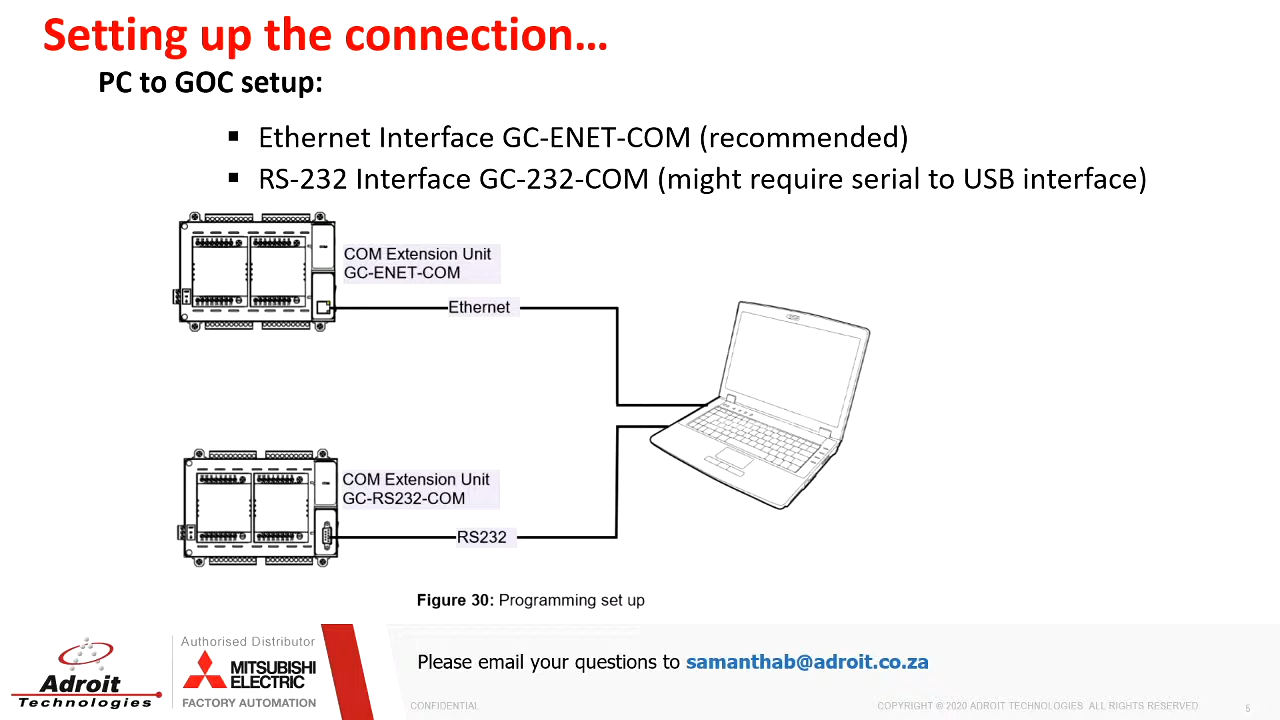 Setting up the connection...
PC to GOC setup:
▪ Ethernet Interface GC-ENET-COM (recommended)
▪ RS-232 Interface GC-232-COM (might require serial to USB interface)
COM Extension Unit
GC-ENET-COM
Ethernet
COM Extension Unit
GC-RS232-COM
RS232
Figure 30: Programming set up
Adroit
Technologies
Authorised Distributor
MITSUBISHI
ELECTRIC
FACTORY AUTOMATION
Please email your questions to samanthab@adroit.co.za
CONFIDENTIAL
COPYRIGHT © 2020 ADROIT TECHNOLOGIES ALL RIGHTS RESERVED
5